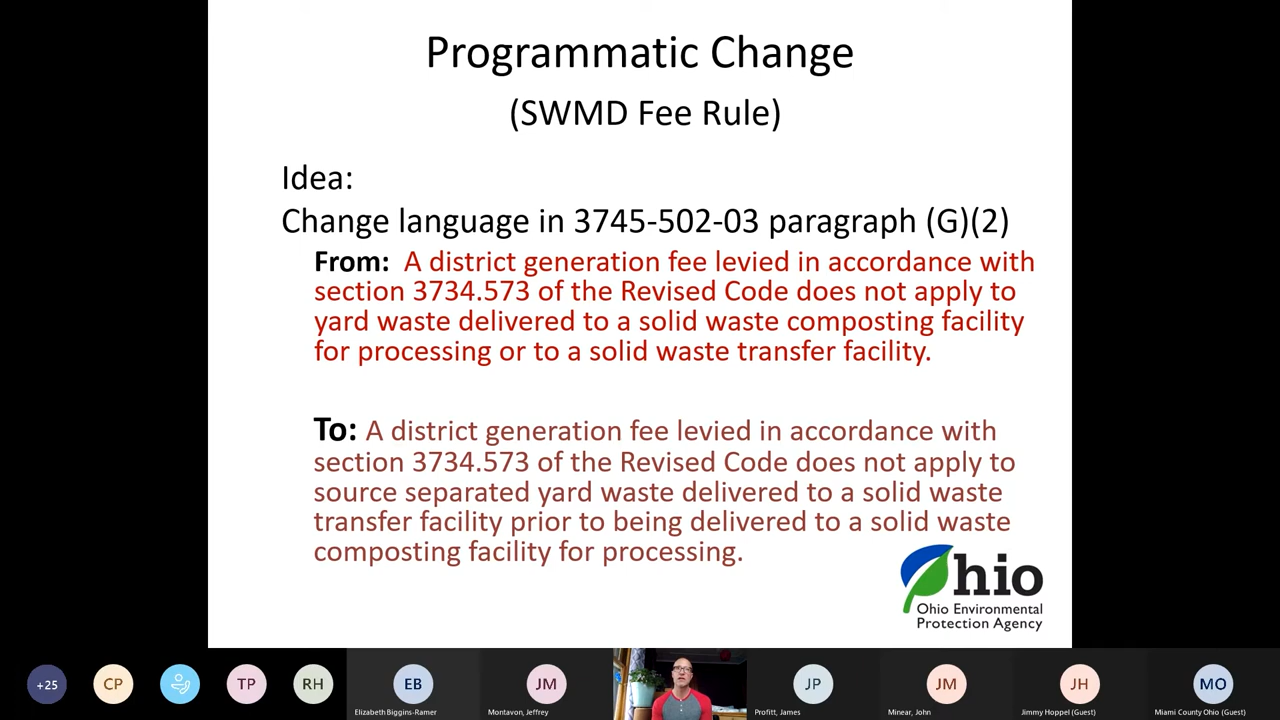 Programmatic Change
(SWMD Fee Rule)
Idea:
Change language in 3745-502-03 paragraph (G)(2)
From: A district generation fee levied in accordance with
section 3734.573 of the Revised Code does not apply to
yard waste delivered to a solid waste composting facility
for processing or to a solid waste transfer facility.
To: A district generation fee levied in accordance with
section 3734.573 of the Revised Code does not apply to
source separated yard waste delivered to a solid waste
transfer facility prior to being delivered to a solid waste
composting facility for processing.
Ohio
Ohio Environmental
Protection Agency
+25
CP
TP
RH
EB
JM
JP
JM
JH
MO
Elizabeth Biggins-Ramer
Montavon, Jeffrey
Profitt, James
Minear, John
Jimmy Hoppel (Guest)
Miami County Ohio (Guest)